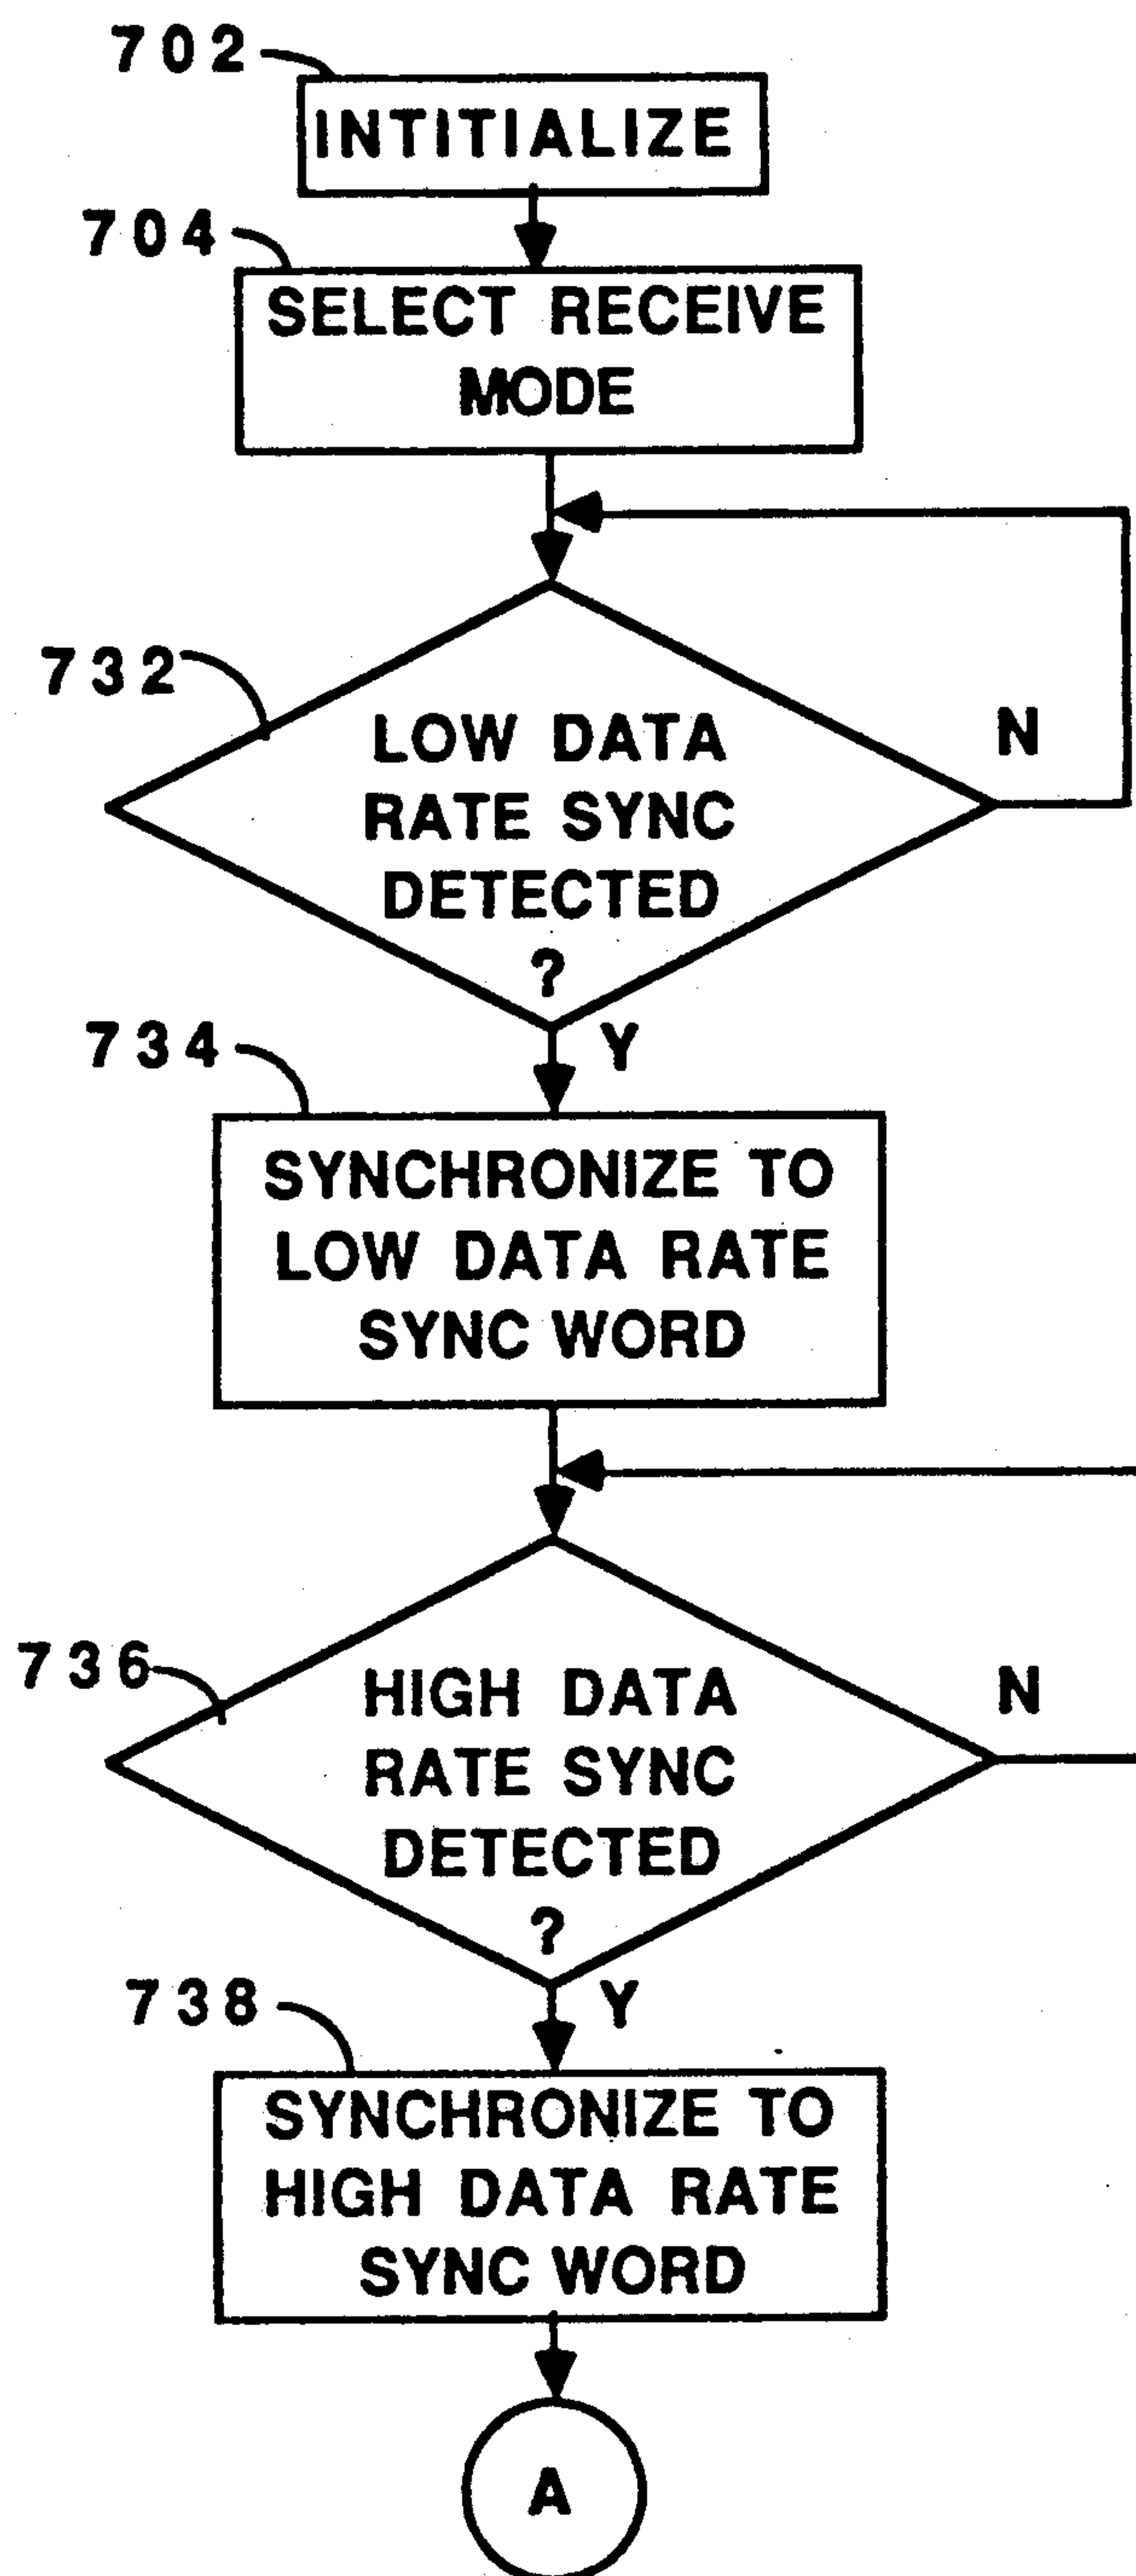 702
INTITIALIZE
704
SELECT RECEIVE
MODE
732
LOW DATA
RATE SYNC
DETECTED
?
N
Y
734
SYNCHRONIZE TO
LOW DATA RATE
SYNC WORD
736
HIGH DATA
RATE SYNC
DETECTED
?
N
Y
738
SYNCHRONIZE TO
HIGH DATA RATE
SYNC WORD
A